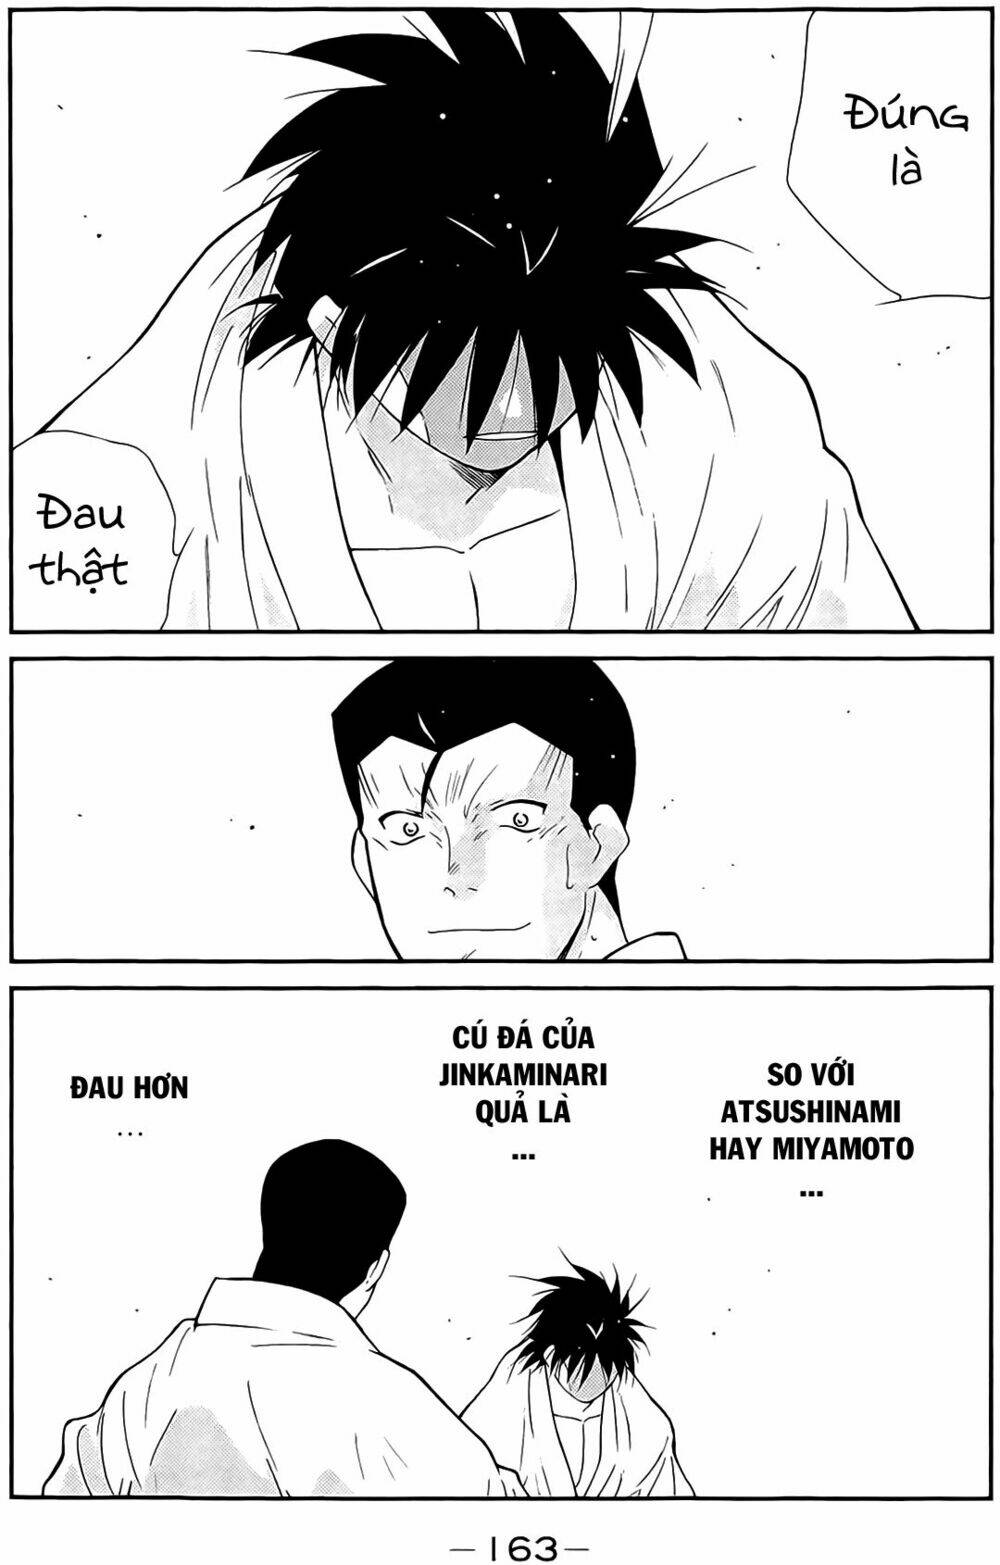 Đúng
là
Đau
thật
SO VỚI
ATSUSHINAMI
HAY MIYAMOTO
...
CÚ ĐÁ CỦA
JINKAMINARI
QUẢ LÀ
...
ĐAU HƠN
...
—163—